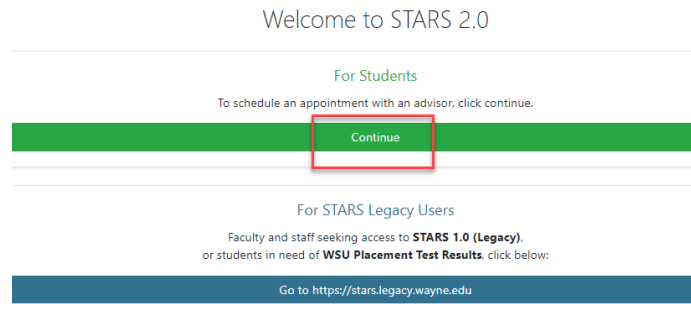 Welcome to STARS 2.0
For Students
To schedule an appointment with an advisor, click continue.
Continue
For STARS Legacy Users
Faculty and staff seeking access to STARS 1.0 (Legacy),
or students in need of WSU Placement Test Results, click below:
Go to https://stars.legacy.wayne.edu